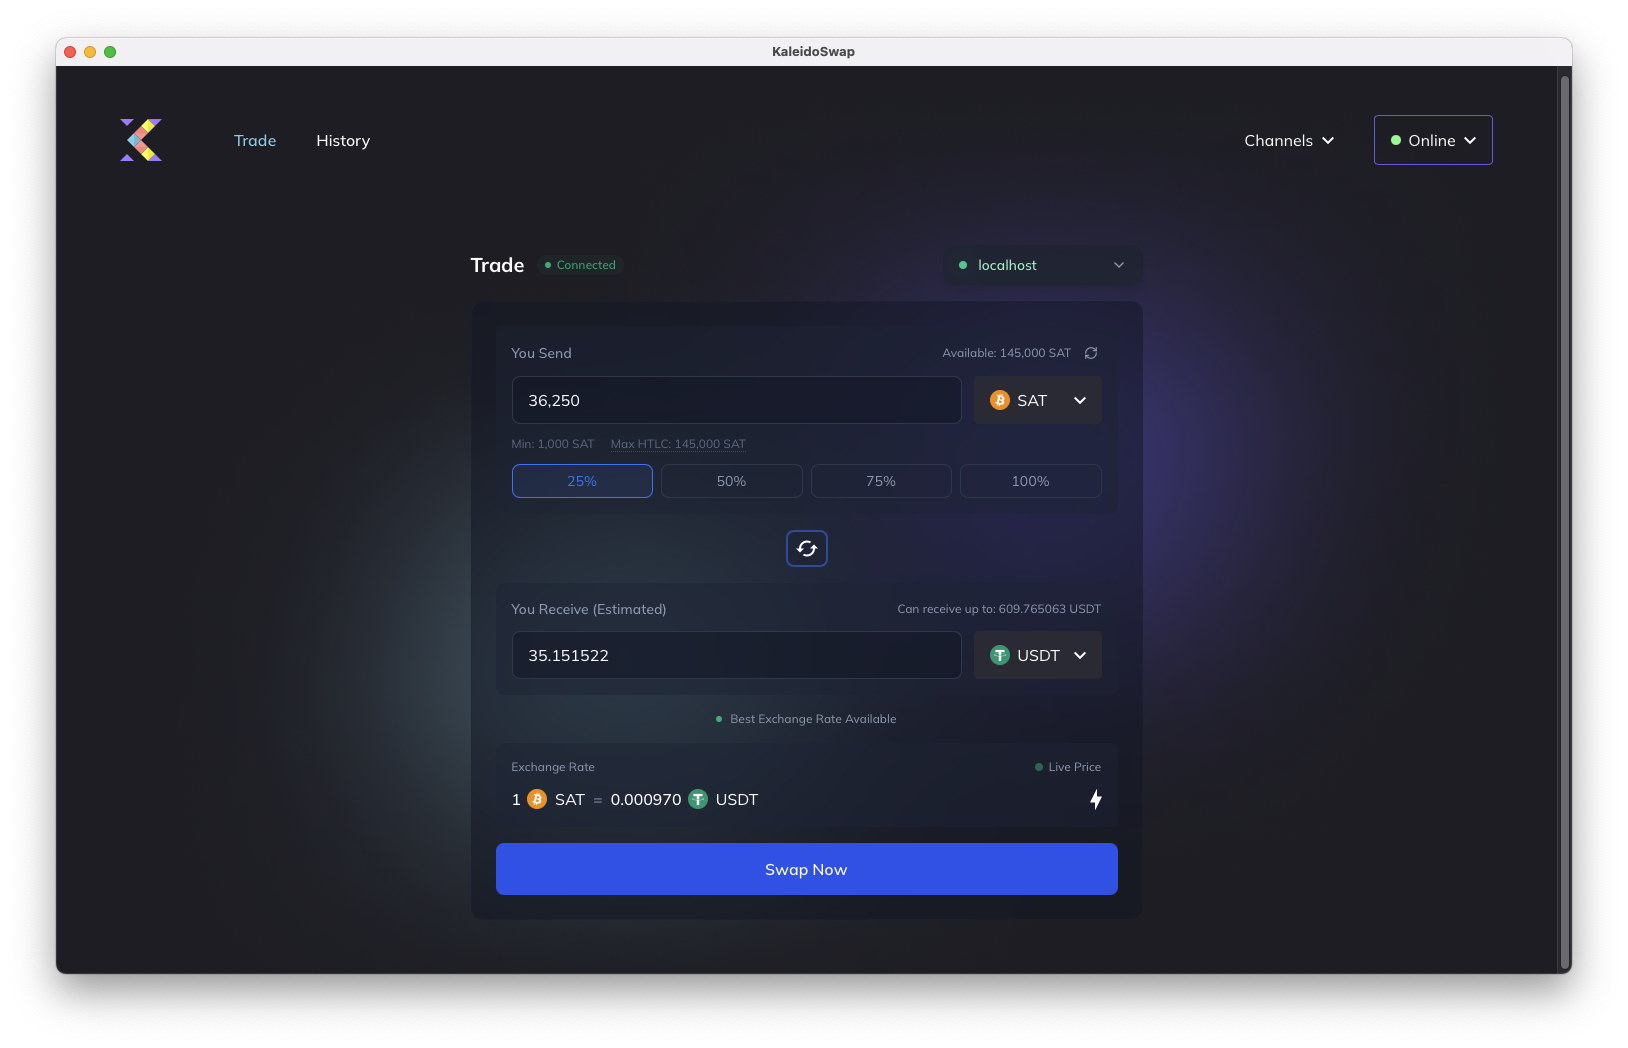 KaleidoSwap
Trade
History
Channels
Online
Trade
Connected
localhost
You Send
Available: 145,000 SAT
36,250
SAT
Min: 1,000 SAT
Max HTLC: 145,000 SAT
25%
50%
75%
100%
You Receive (Estimated)
Can receive up to: 609.765063 USDT
35.151522
USDT
Best Exchange Rate Available
Exchange Rate
Live Price
1 SAT = 0.000970 USDT
Swap Now